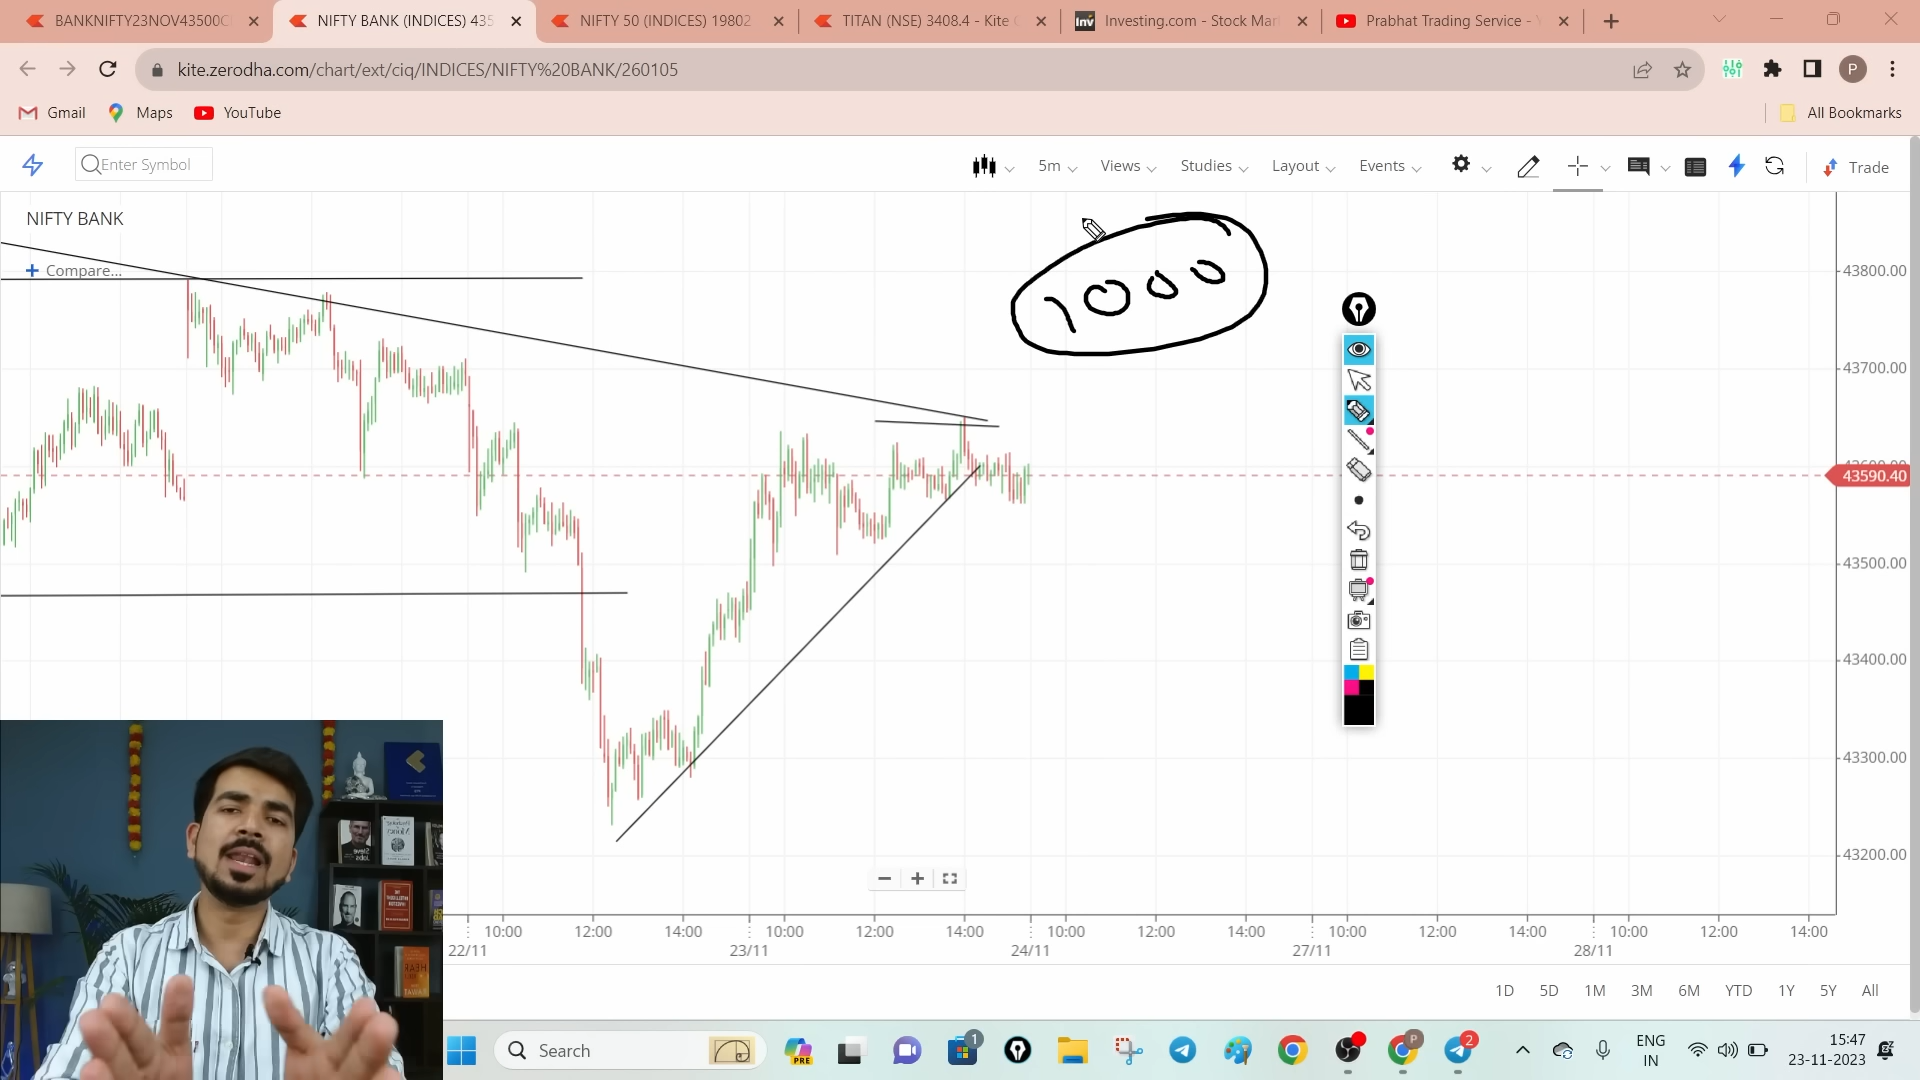 BANKNIFTY23NOV43500C
NIFTY BANK (INDICES) 435
NIFTY 50 (INDICES) 19802
TITAN (NSE) 3408.4 - Kite
Investing.com - Stock Mar
Prabhat Trading Service -
kite.zerodha.com/chart/ext/ciq/INDICES/NIFTY%20BANK/260105
P
Gmail
Maps
YouTube
All Bookmarks
Enter Symbol
5m
Views
Studies
Layout
Events
Trade
NIFTY BANK
Compare...
1000
43800.00
43700.00
43590.40
43500.00
43400.00
43300.00
43200.00
10:00 12:00 14:00 10:00 12:00 14:00 10:00 12:00 14:00 10:00 12:00 14:00 10:00 12:00 14:00
22/11 23/11 24/11 27/11 28/11
1D 5D 1M 3M 6M YTD 1Y 5Y All
Search
PRE
1
P
2
ENG
IN
15:47
23-11-2023